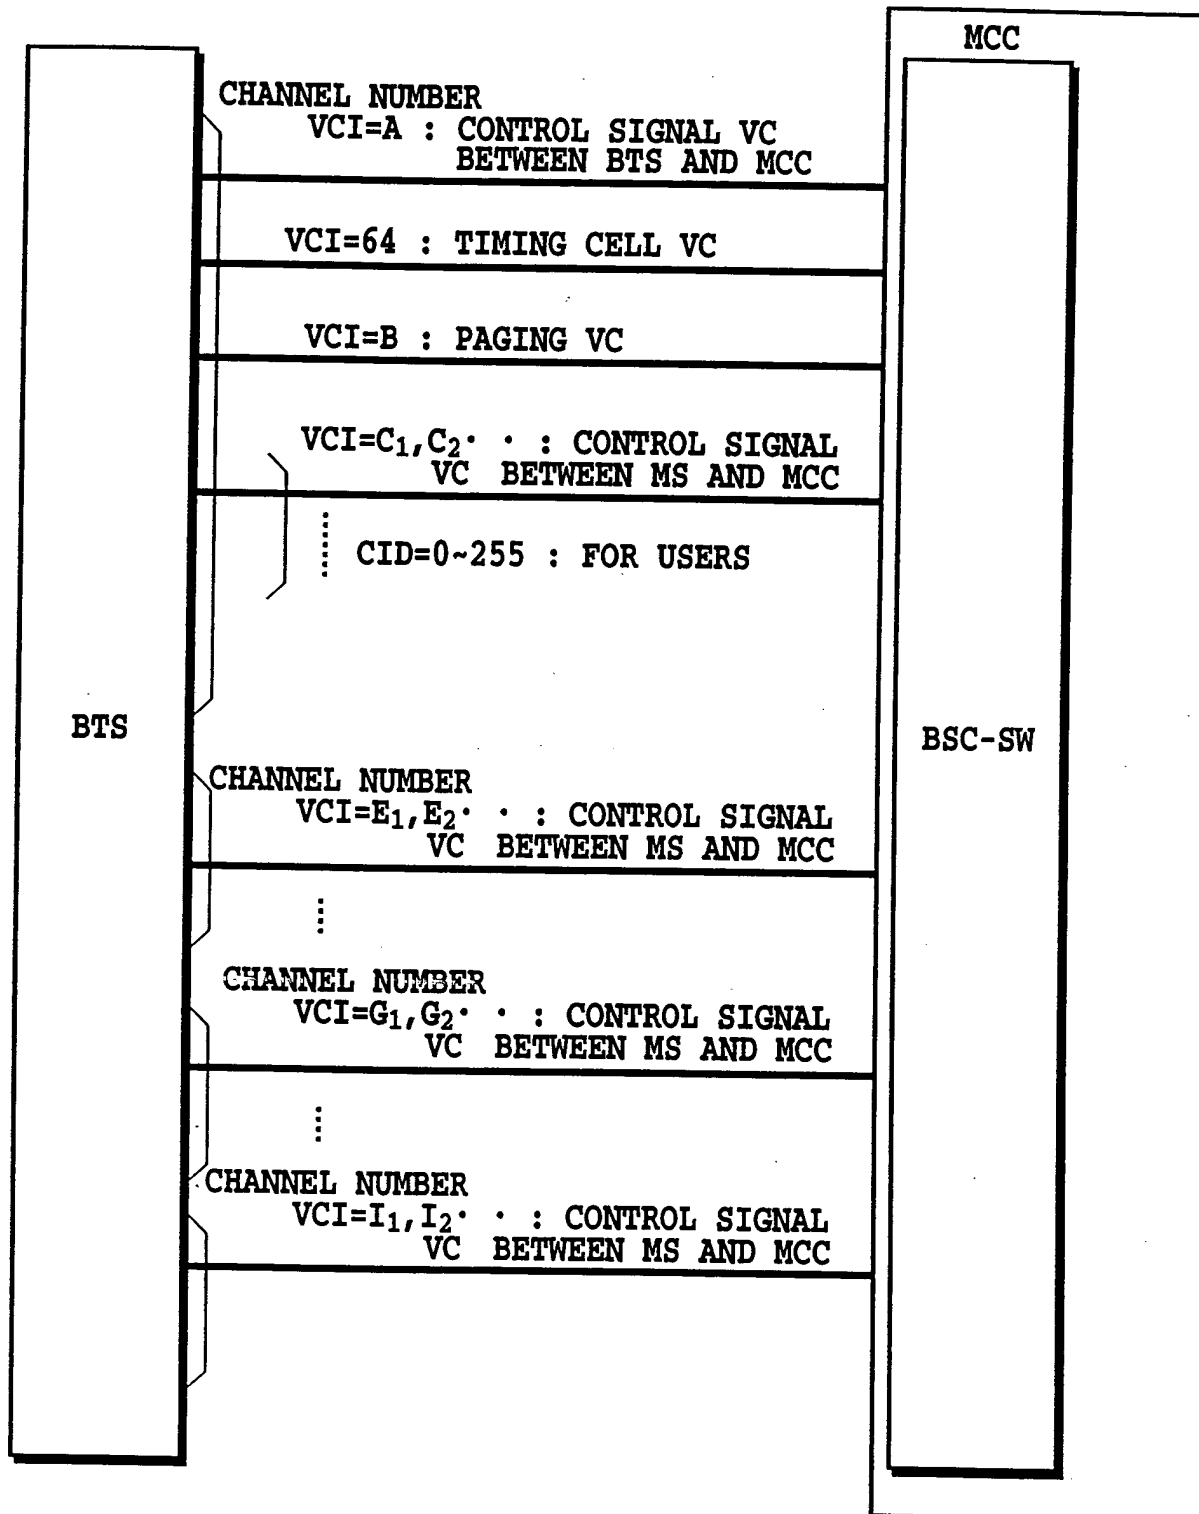 MCC
CHANNEL NUMBER
VCI=A : CONTROL SIGNAL VC
BETWEEN BTS AND MCC
VCI=64 : TIMING CELL VC
VCI=B : PAGING VC
VCI=C₁,C₂· · : CONTROL SIGNAL
VC BETWEEN MS AND MCC
CID=0~255 : FOR USERS
BTS
BSC-SW
CHANNEL NUMBER
VCI=E₁,E₂· · : CONTROL SIGNAL
VC BETWEEN MS AND MCC
CHANNEL NUMBER
VCI=G₁,G₂· · : CONTROL SIGNAL
VC BETWEEN MS AND MCC
CHANNEL NUMBER
VCI=I₁,I₂· · : CONTROL SIGNAL
VC BETWEEN MS AND MCC